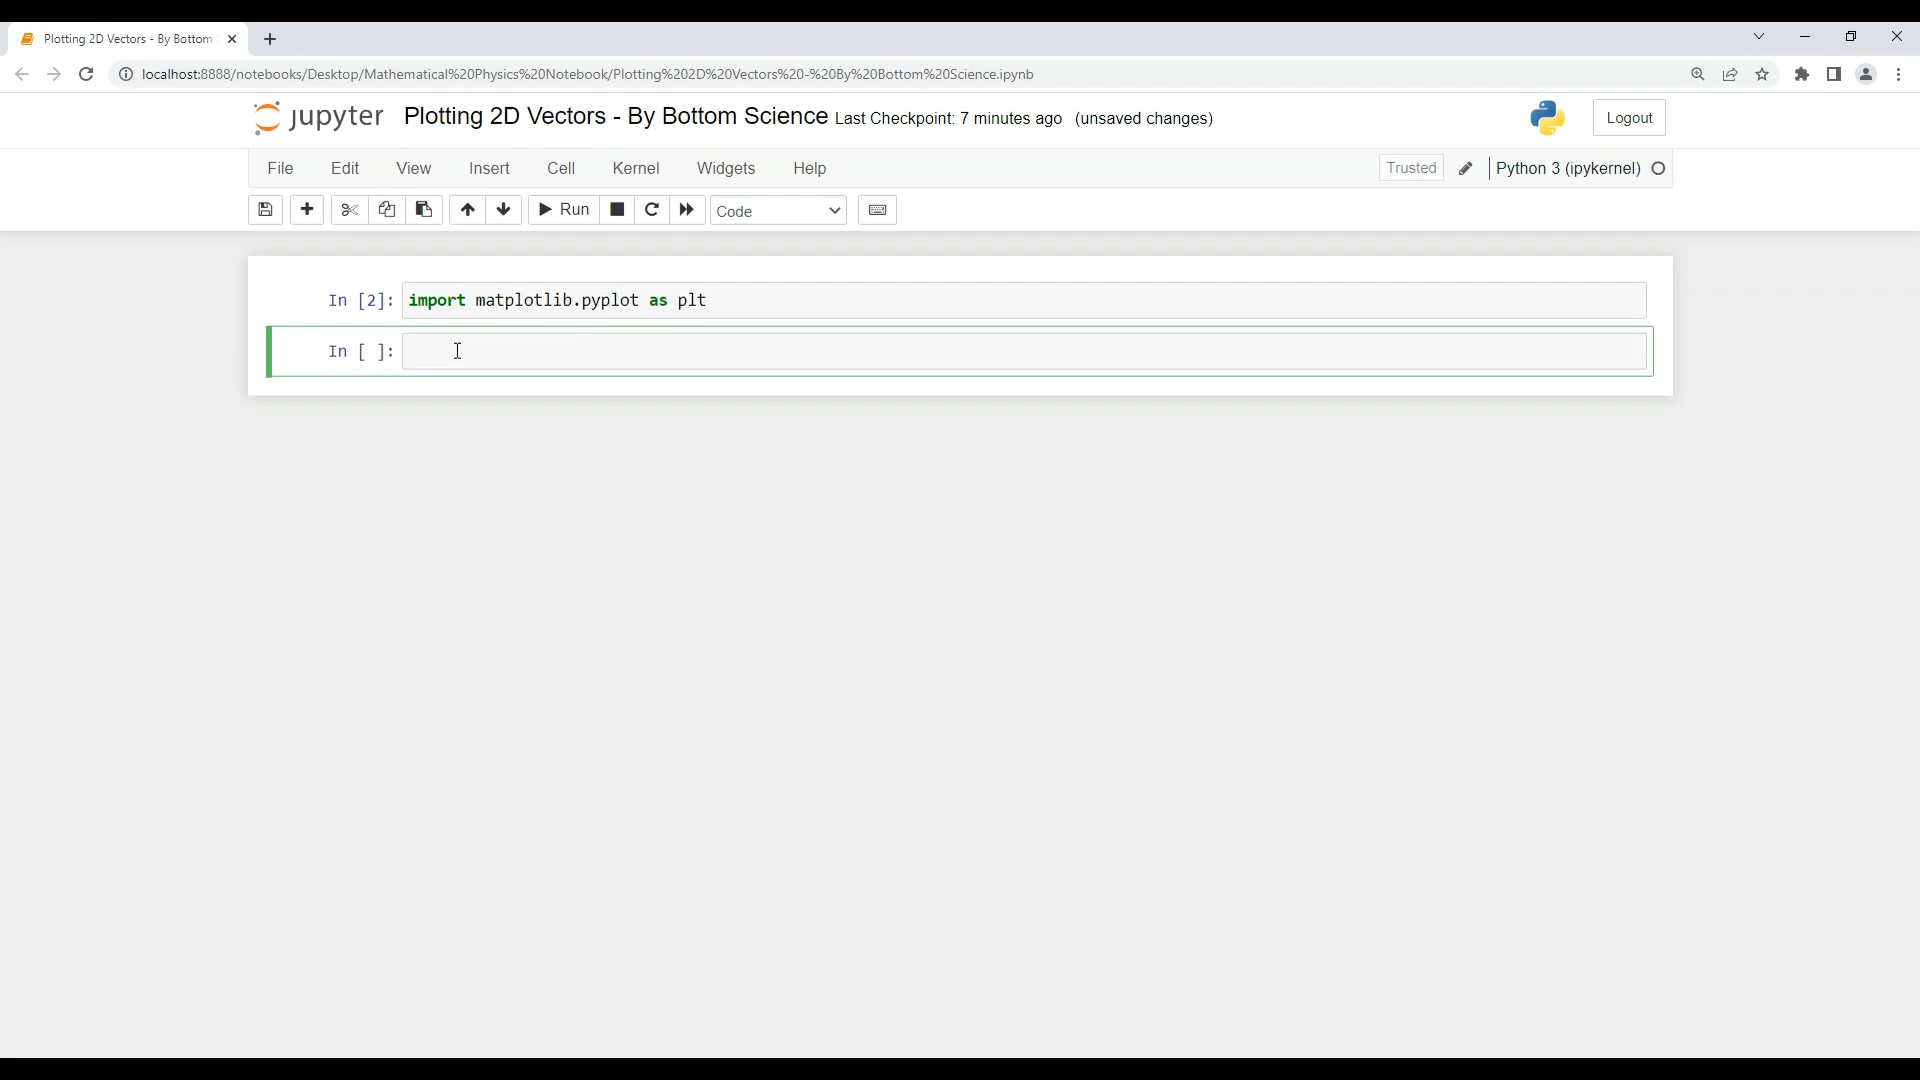 Plotting 2D Vectors - By Bottom
localhost:8888/notebooks/Desktop/Mathematical%20Physics%20Notebook/Plotting%202D%20Vectors%20-%20By%20Bottom%20Science.ipynb
jupyter Plotting 2D Vectors - By Bottom Science Last Checkpoint: 7 minutes ago (unsaved changes) Logout
File Edit View Insert Cell Kernel Widgets Help Trusted Python 3 (ipykernel)
Run Code
In [2]: import matplotlib.pyplot as plt
In [ ]: